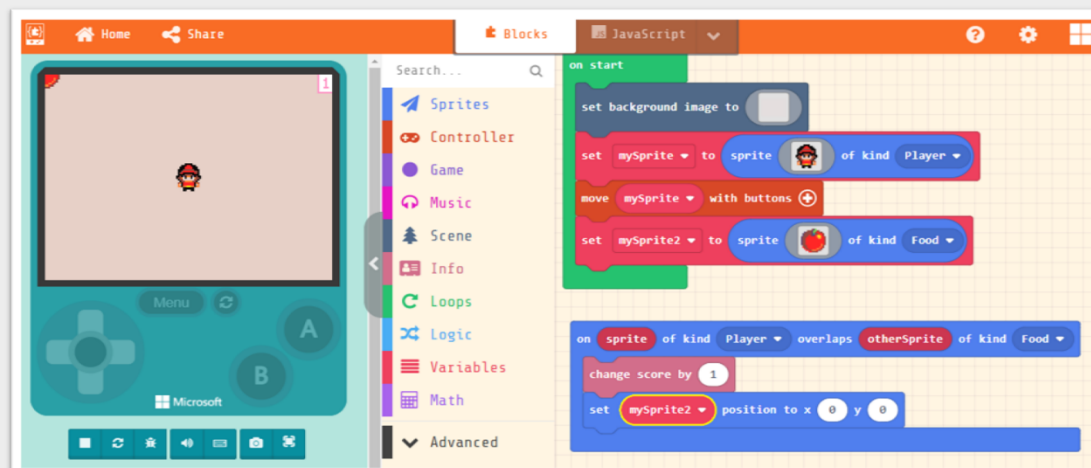 Home
Share
Blocks
JavaScript
?
1
Menu
A
B
Microsoft
Search...
Sprites
Controller
Game
Music
Scene
Info
Loops
Logic
Variables
Math
Advanced
on start
set background image to
set mySprite to sprite of kind Player
move mySprite with buttons
set mySprite2 to sprite of kind Food
on sprite of kind Player overlaps otherSprite of kind Food
change score by 1
set mySprite2 position to x 0 y 0